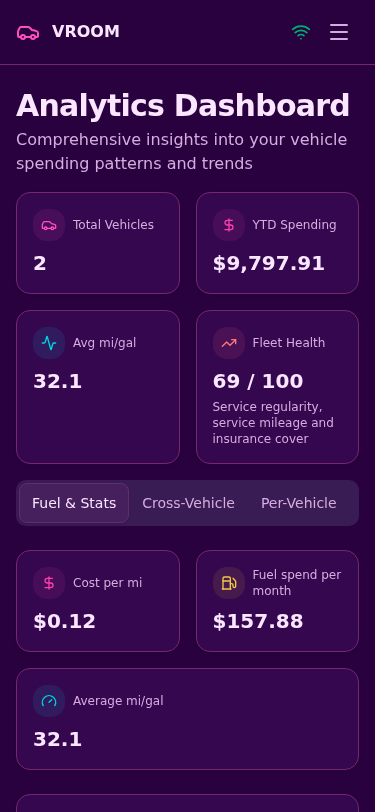 VROOM
Analytics Dashboard
Comprehensive insights into your vehicle
spending patterns and trends
Total Vehicles
2
YTD Spending
$9,797.91
Avg mi/gal
32.1
Fleet Health
69 / 100
Service regularity,
service mileage and
insurance cover
Fuel & Stats
Cross-Vehicle
Per-Vehicle
Cost per mi
$0.12
Fuel spend per
month
$157.88
Average mi/gal
32.1